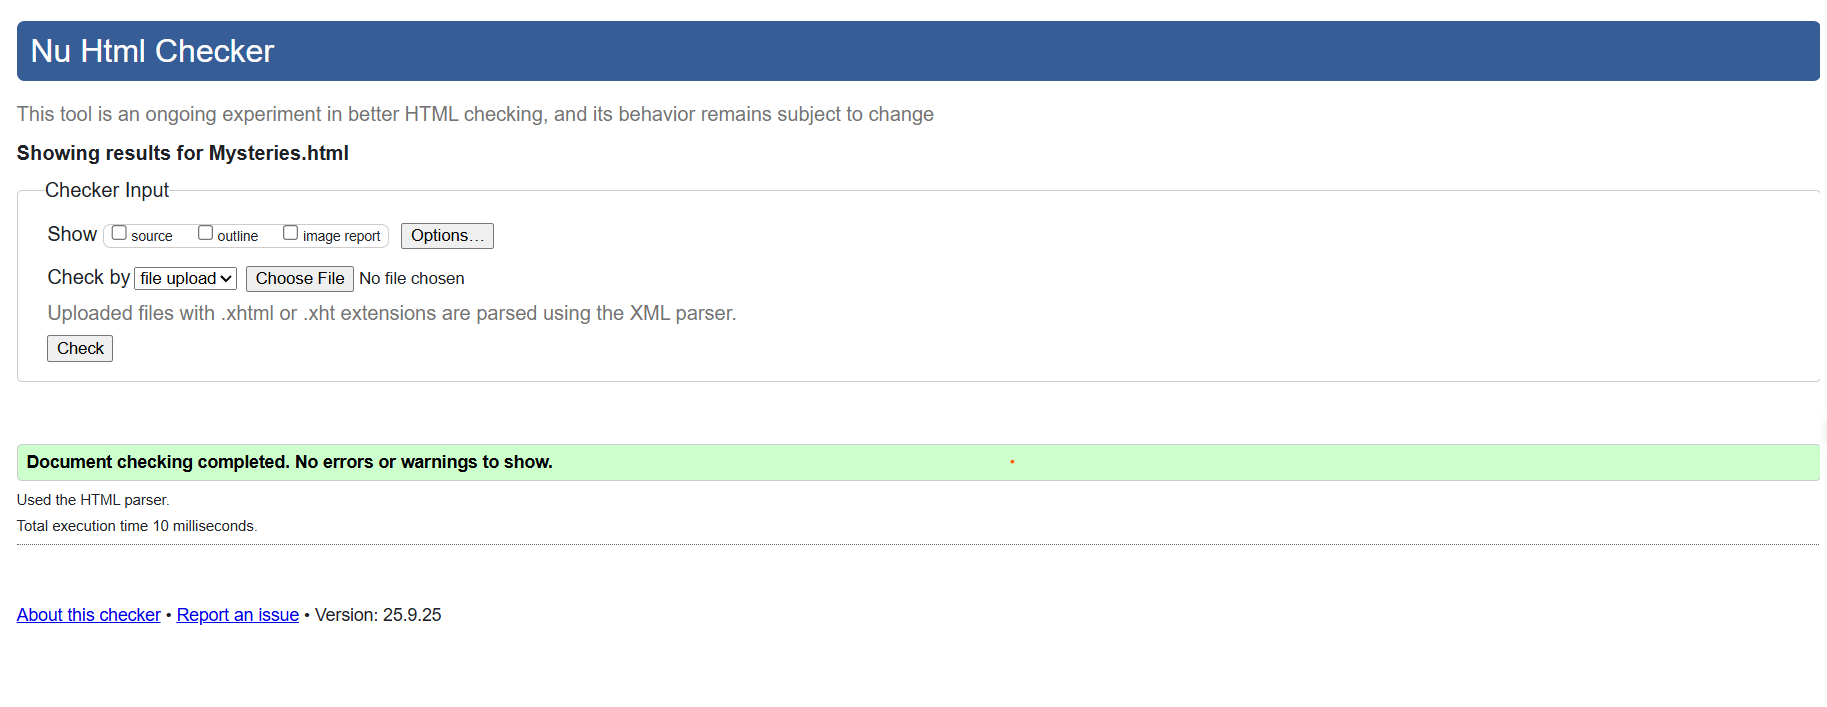 Nu Html Checker
This tool is an ongoing experiment in better HTML checking, and its behavior remains subject to change
Showing results for Mysteries.html
Checker Input
Show source outline image report Options…
Check by file upload Choose File No file chosen
Uploaded files with .xhtml or .xht extensions are parsed using the XML parser.
Check
Document checking completed. No errors or warnings to show.
Used the HTML parser.
Total execution time 10 milliseconds.
About this checker • Report an issue • Version: 25.9.25